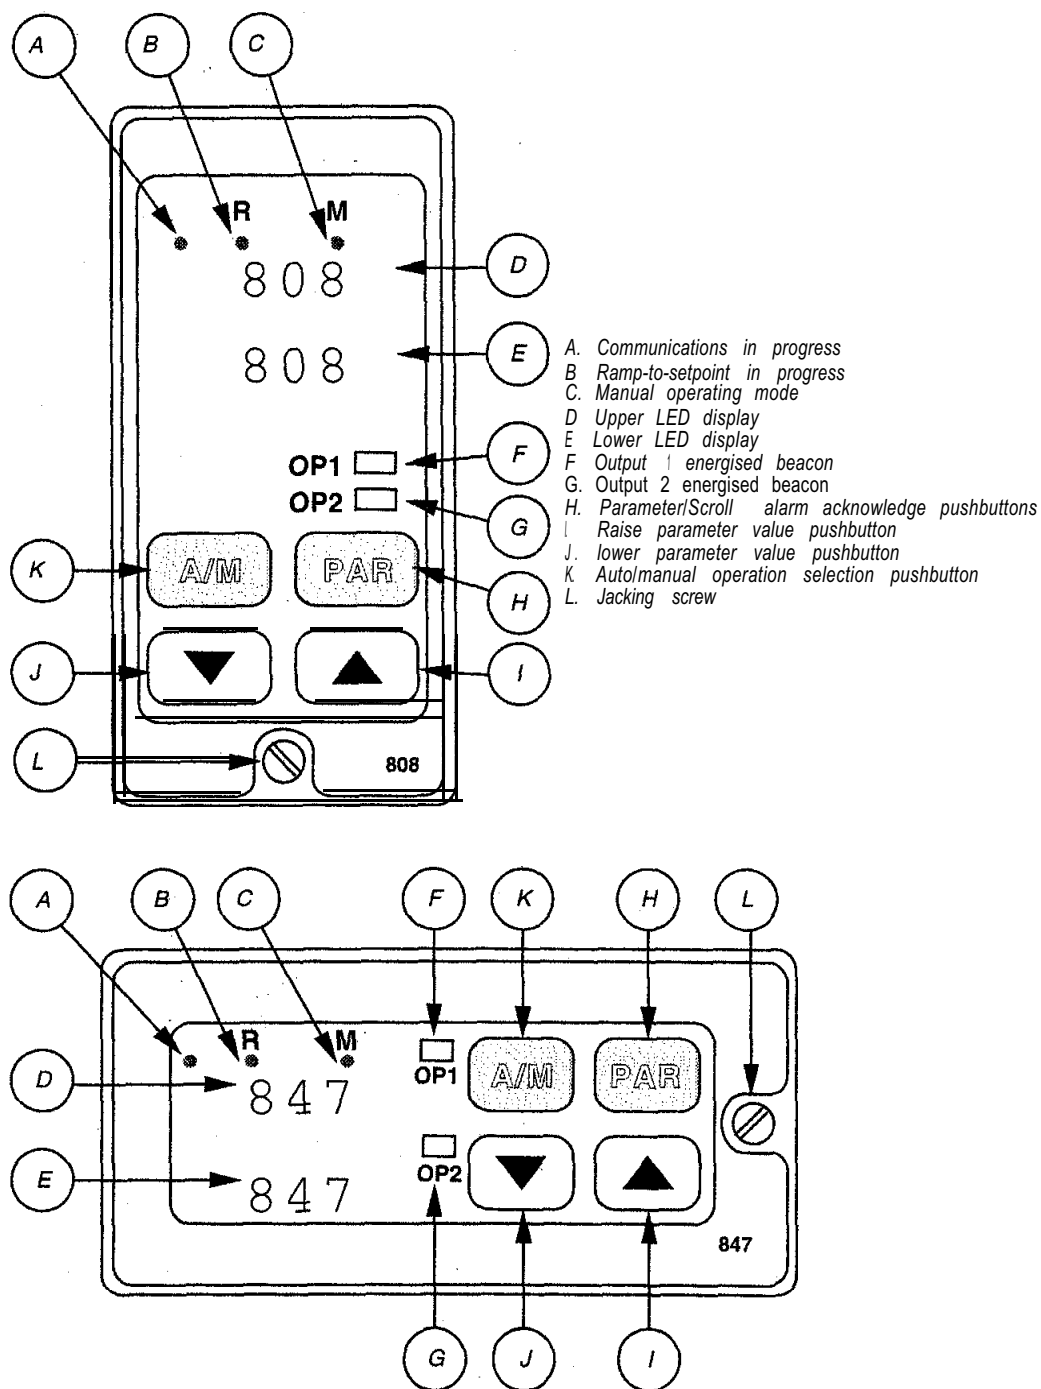 A B C
R M
808
D
808
E
A. Communications in progress
B Ramp-to-setpoint in progress
C. Manual operating mode
D Upper LED display
E Lower LED display
F Output 1 energised beacon
G. Output 2 energised beacon
H. Parameter/Scroll alarm acknowledge pushbuttons
I Raise parameter value pushbutton
J. lower parameter value pushbutton
K. Auto/manual operation selection pushbutton
L. Jacking screw
OP1
F
OP2
G
K
A/M PAR
H
J
I
L
808
A B C F K H L
R M
D
847
OP1
A/M PAR
E
847
OP2
847
G J I